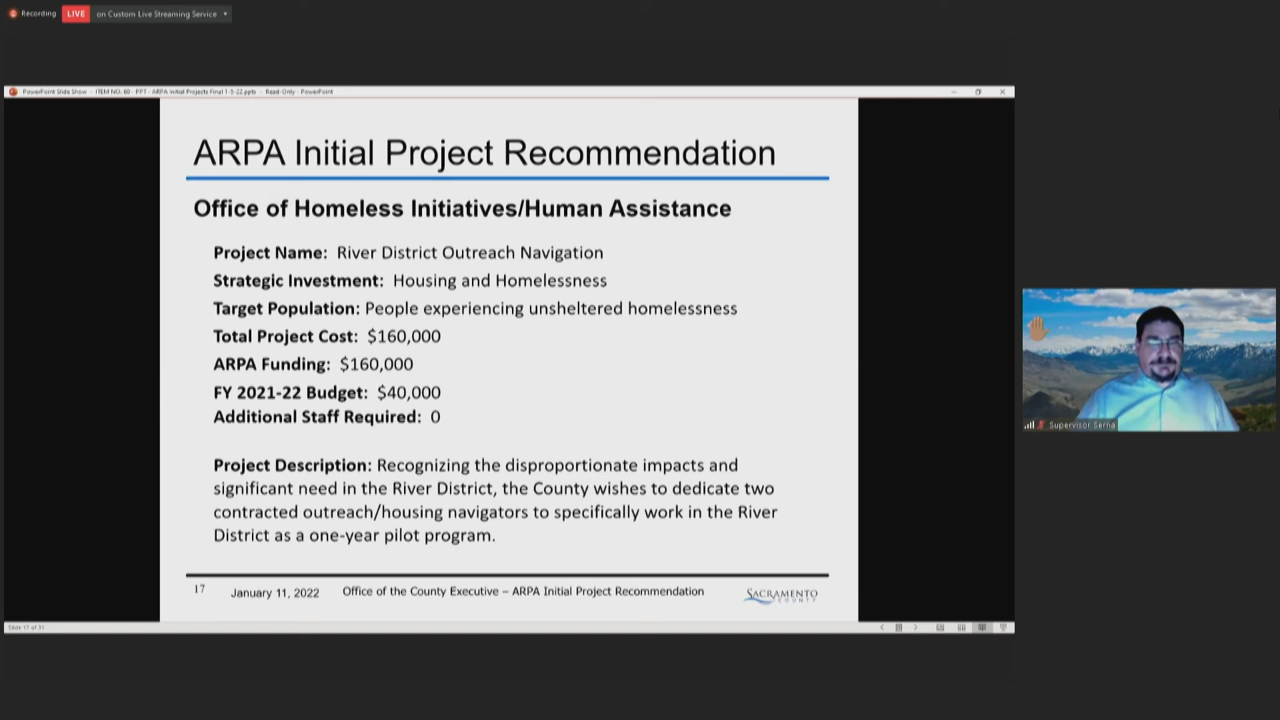 Recording LIVE on Custom Live Streaming Service
PowerPoint Slide Show - ITEM NO. 60 - PPT - ARPA Initial Projects Final 1-5-22.pptx - Read-Only - PowerPoint
ARPA Initial Project Recommendation
Office of Homeless Initiatives/Human Assistance
Project Name: River District Outreach Navigation
Strategic Investment: Housing and Homelessness
Target Population: People experiencing unsheltered homelessness
Total Project Cost: $160,000
ARPA Funding: $160,000
FY 2021-22 Budget: $40,000
Additional Staff Required: 0
Project Description: Recognizing the disproportionate impacts and
significant need in the River District, the County wishes to dedicate two
contracted outreach/housing navigators to specifically work in the River
District as a one-year pilot program.
17 January 11, 2022 Office of the County Executive – ARPA Initial Project Recommendation
SACRAMENTO
COUNTY
Slide 17 of 31
Supervisor Serna